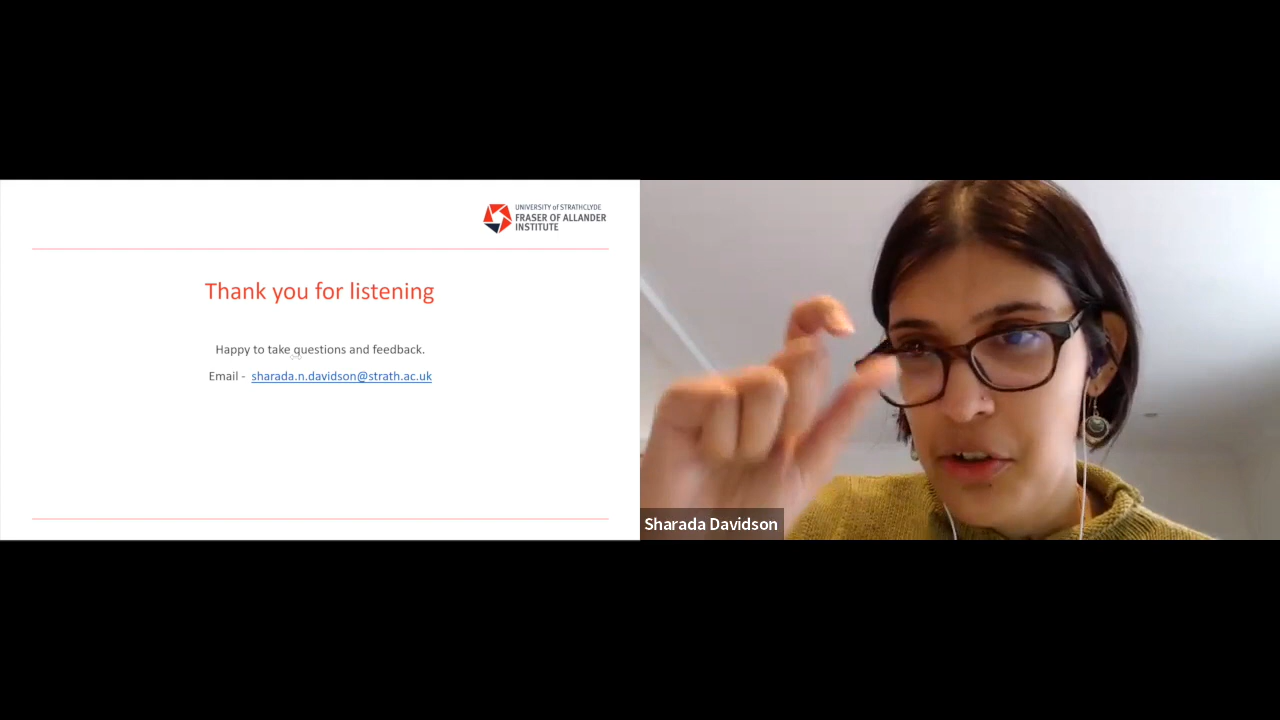 UNIVERSITY of STRATHCLYDE
FRASER OF ALLANDER
INSTITUTE
Thank you for listening
Happy to take questions and feedback.
Email - sharada.n.davidson@strath.ac.uk
Sharada Davidson